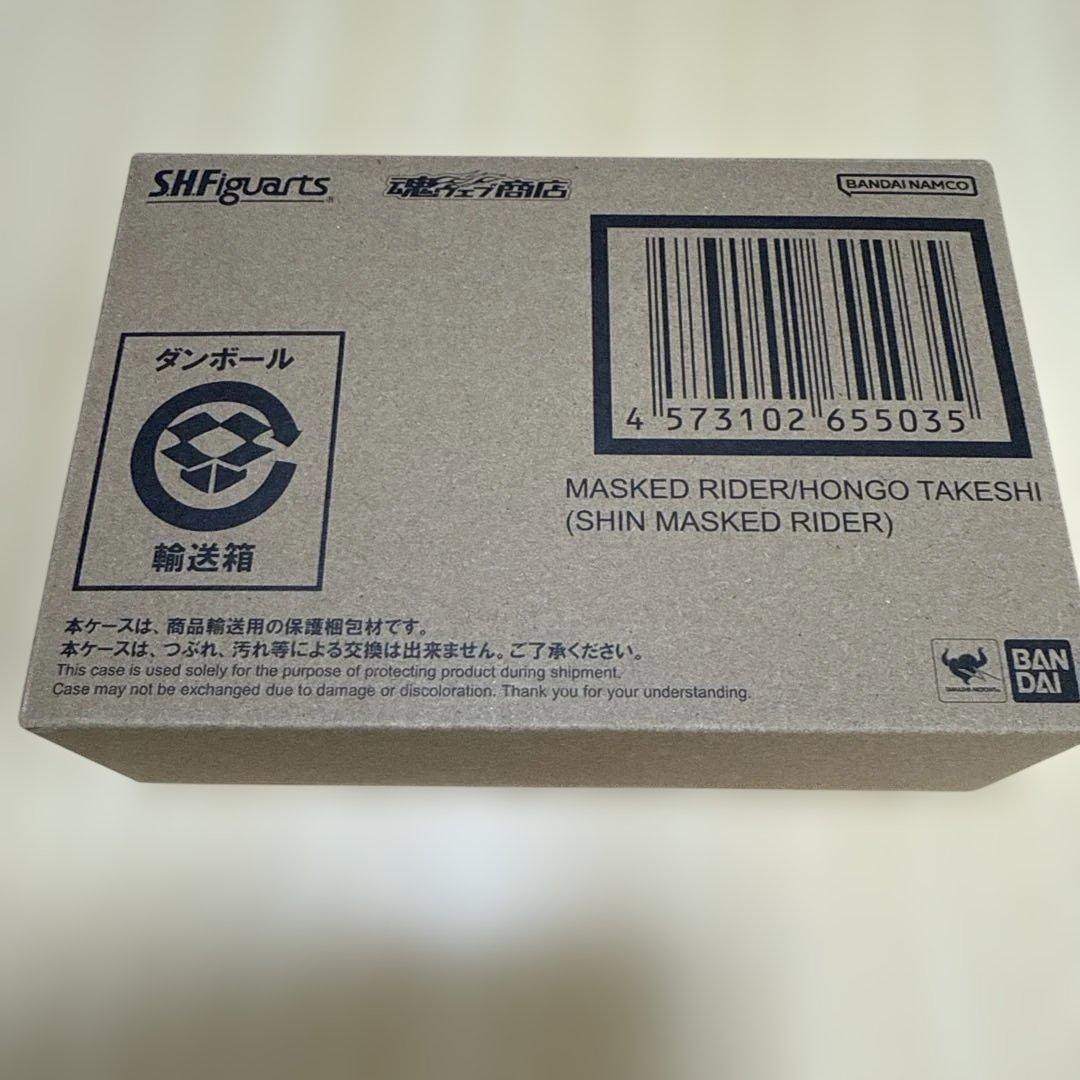 S.H.Figuarts
魂ウェブ商店
BANDAI NAMCO
4 573102 655035
MASKED RIDER/HONGO TAKESHI
(SHIN MASKED RIDER)
ダンボール
輸送箱
本ケースは、商品輸送用の保護梱包材です。
本ケースは、つぶれ、汚れ等による交換は出来ません。ご了承ください。
This case is used solely for the purpose of protecting product during shipment.
Case may not be exchanged due to damage or discoloration. Thank you for your understanding.
TAMASHII NATIONS
BAN
DAI